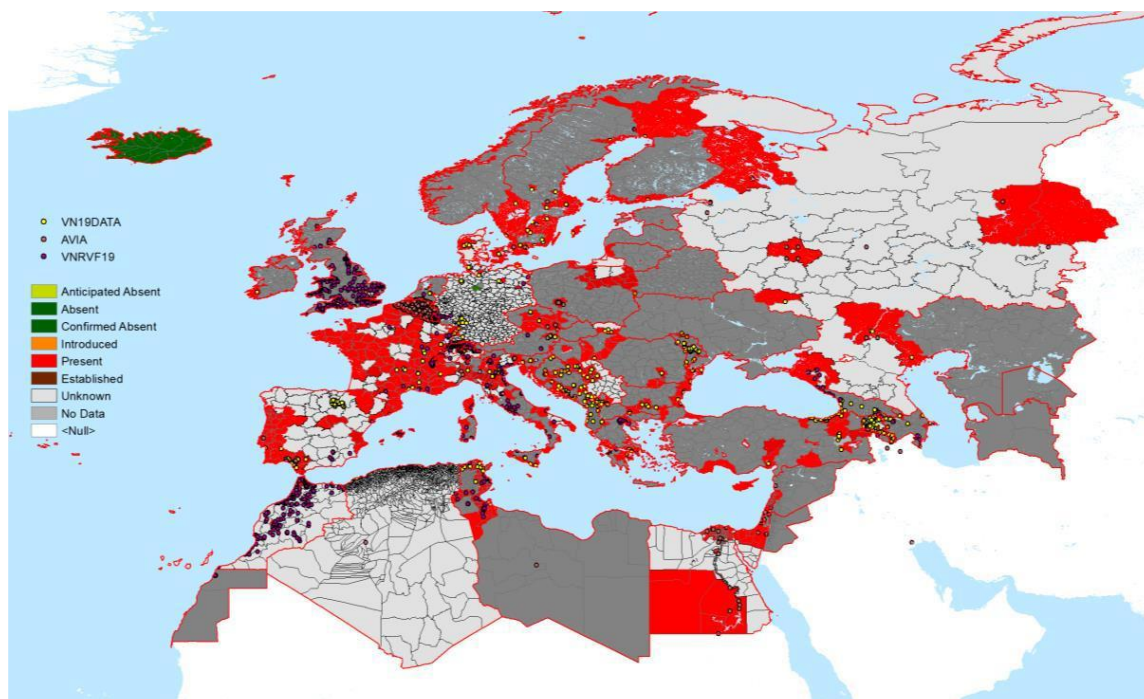 VN19DATA
AVIA
VNRVF19
Anticipated Absent
Absent
Confirmed Absent
Introduced
Present
Established
Unknown
No Data
<Null>